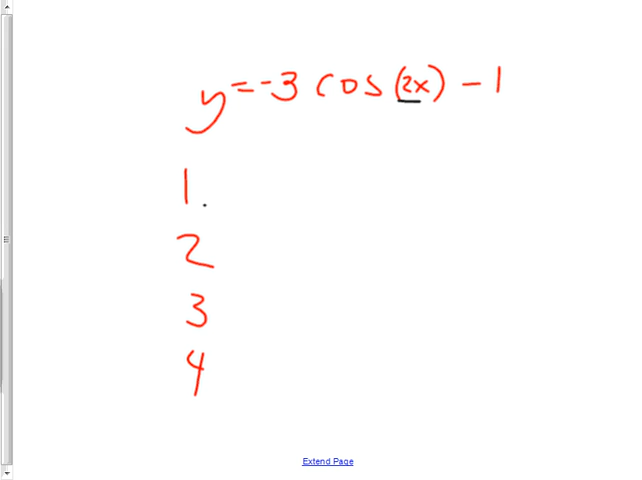 y = -3 cos(2x) - 1
1.
2
3
4
Extend Page